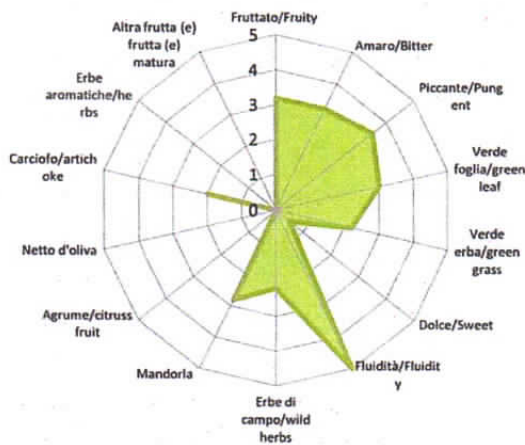 Fruttato/Fruity
Amaro/Bitter
Piccante/Pung
ent
Verde
foglia/green
leaf
Verde
erba/green
grass
Dolce/Sweet
Fluidità/Fluidit
y
Erbe di
campo/wild
herbs
Mandorla
Agrume/citruss
fruit
Netto d'oliva
Carciofo/artich
oke
Erbe
aromatiche/he
rbs
Altra frutta (e)
frutta (e)
matura
5
4
3
2
1
0